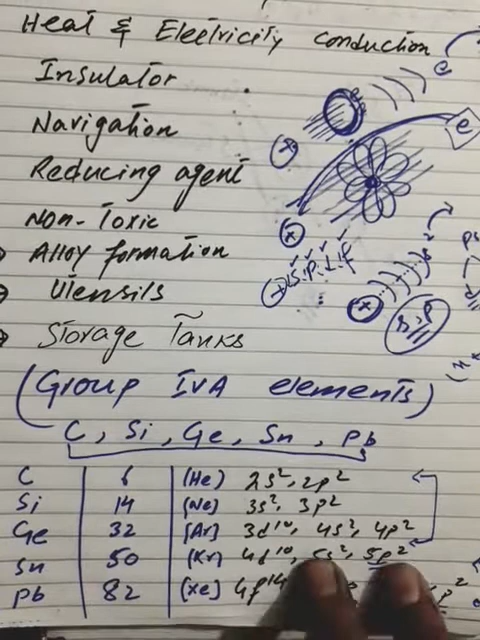 Heat & Electricity conduction
e
Insulator
Navigation
e
Reducing agent
Non-Toxic
Alloy formation
s.p.d.f
Utensils
s,p
Storage Tanks
(Group IVA elements)
C, Si, Ge, Sn, Pb
C 6 (He) 2s², 2p²
Si 14 (Ne) 3s², 3p²
Ge 32 [Ar] 3d¹⁰, 4s², 4p²
Sn 50 (Kr) 4d¹⁰, 5s², 5p²
Pb 82 (xe) 4f¹⁴